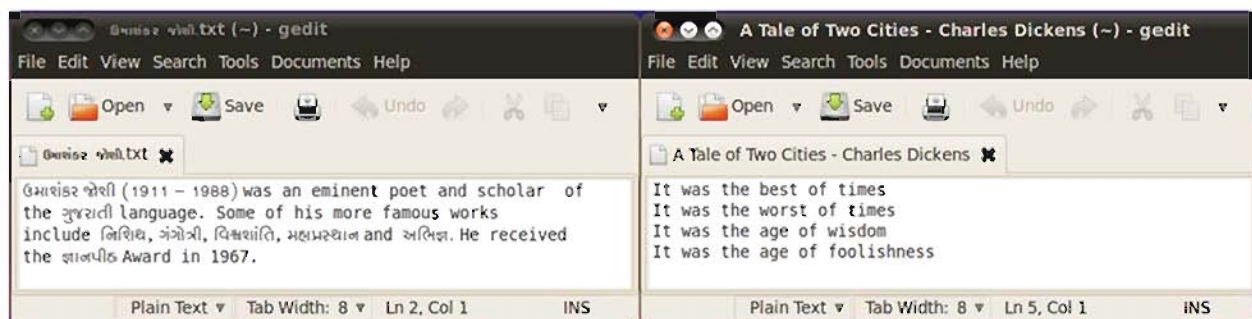 ઉમાશંકર જોશી.txt (~) - gedit
File Edit View Search Tools Documents Help
Open Save Undo
ઉમાશંકર જોશી.txt
ઉમાશંકર જોશી (1911 – 1988) was an eminent poet and scholar of
the ગુજરાતી language. Some of his more famous works
include નિશિથ, ગંગોત્રી, વિશ્વશાંતિ, મહાપ્રસ્થાન and અભિજ્ઞ. He received
the જ્ઞાનપીઠ Award in 1967.
Plain Text Tab Width: 8 Ln 2, Col 1 INS
A Tale of Two Cities - Charles Dickens (~) - gedit
File Edit View Search Tools Documents Help
Open Save Undo
A Tale of Two Cities - Charles Dickens
It was the best of times
It was the worst of times
It was the age of wisdom
It was the age of foolishness
Plain Text Tab Width: 8 Ln 5, Col 1 INS